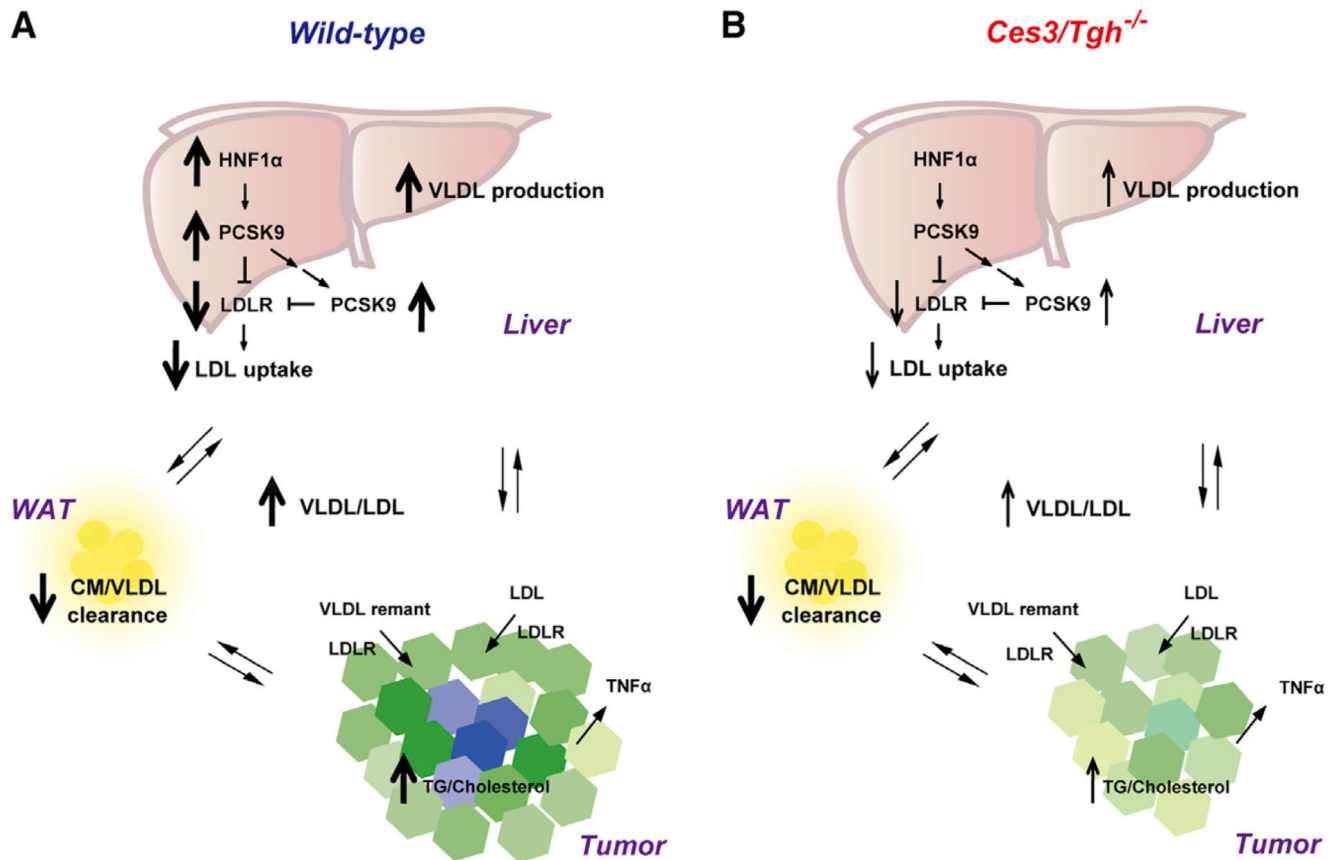 A
Wild-type
HNF1α
VLDL production
PCSK9
LDLR
PCSK9
Liver
LDL uptake
WAT
VLDL/LDL
CM/VLDL
clearance
LDL
VLDL remant
LDLR
LDLR
TNFα
TG/Cholesterol
Tumor
B
Ces3/Tgh-/-
HNF1α
VLDL production
PCSK9
LDLR
PCSK9
Liver
LDL uptake
WAT
VLDL/LDL
CM/VLDL
clearance
LDL
VLDL remant
LDLR
LDLR
TNFα
TG/Cholesterol
Tumor